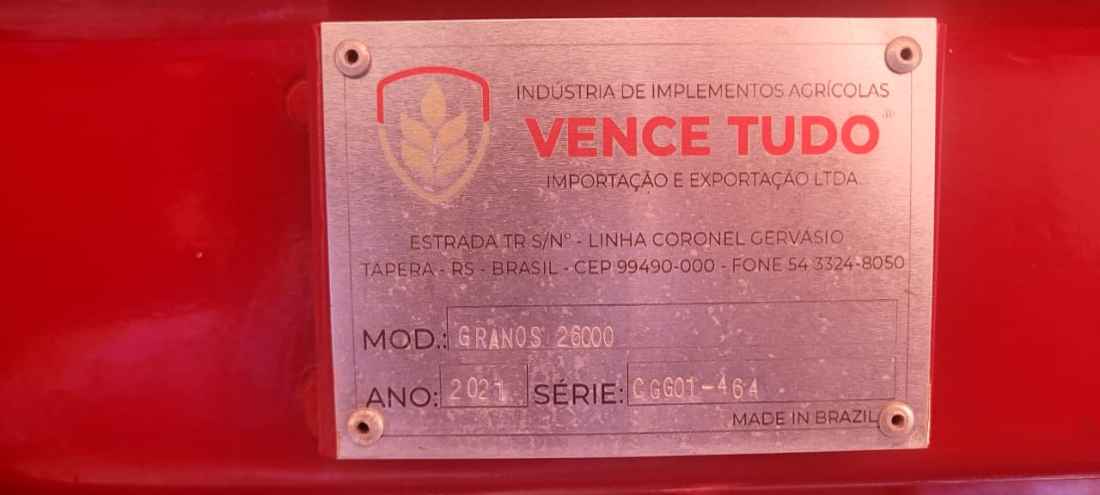 INDÚSTRIA DE IMPLEMENTOS AGRÍCOLAS
VENCE TUDO®
IMPORTAÇÃO E EXPORTAÇÃO LTDA.
ESTRADA TR S/Nº - LINHA CORONEL GERVÁSIO
TAPERA - RS - BRASIL - CEP 99490-000 - FONE 54 3324-8050
MOD.: GRANOS 26000
ANO: 2021 SÉRIE: CGG01-464
MADE IN BRAZIL